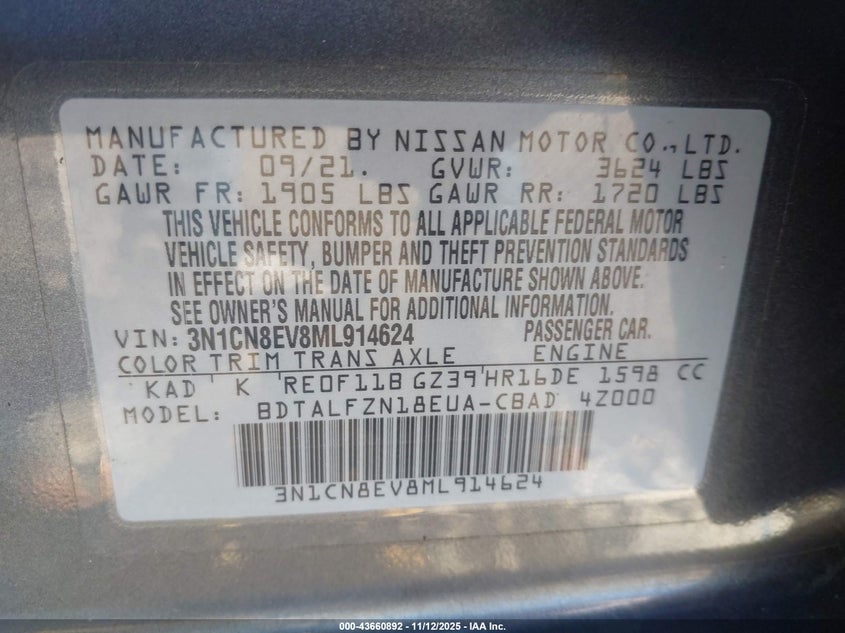 MANUFACTURED BY NISSAN MOTOR CO.,LTD.
DATE: 09/21. GVWR: 3624 LBS
GAWR FR: 1905 LBS GAWR RR: 1720 LBS
THIS VEHICLE CONFORMS TO ALL APPLICABLE FEDERAL MOTOR
VEHICLE SAFETY, BUMPER AND THEFT PREVENTION STANDARDS
IN EFFECT ON THE DATE OF MANUFACTURE SHOWN ABOVE.
SEE OWNER'S MANUAL FOR ADDITIONAL INFORMATION.
VIN: 3N1CN8EV8ML914624 PASSENGER CAR.
COLOR TRIM TRANS AXLE ENGINE
KAD K RE0F11B GZ39 HR16DE 1598 CC
MODEL: BDTALFZN18EUA-CBAD 4Z000
3N1CN8EV8ML914624
000-43660892 - 11/12/2025 - IAA Inc.